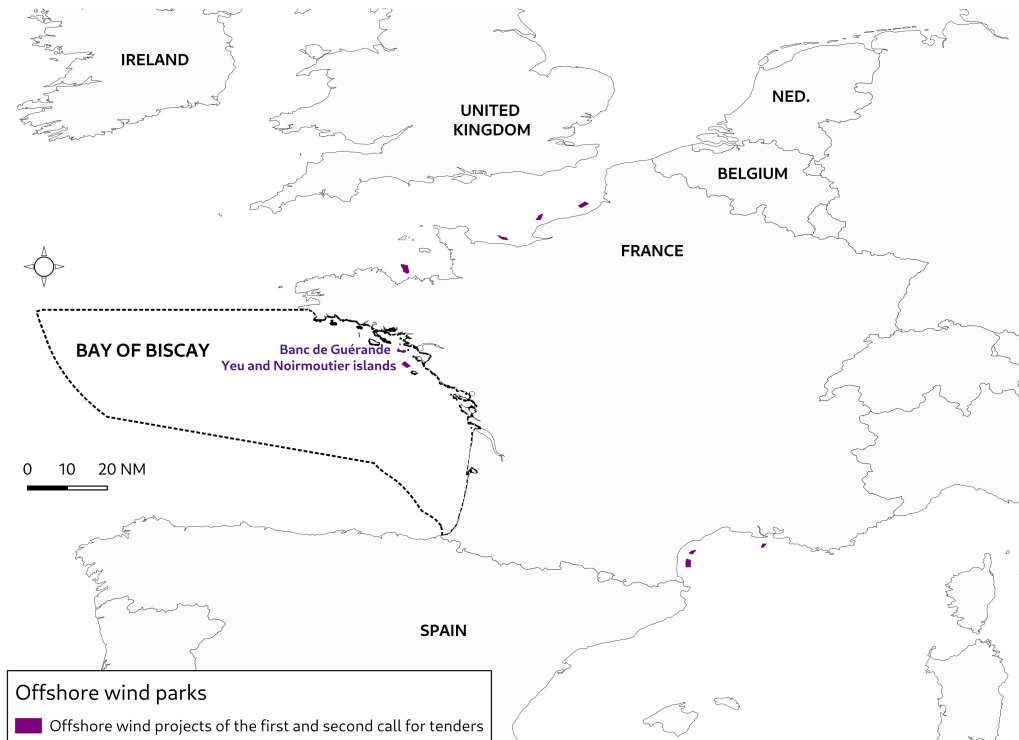 IRELAND
UNITED
KINGDOM
NED.
BELGIUM
FRANCE
BAY OF BISCAY
Banc de Guérande
Yeu and Noirmoutier islands
0 10 20 NM
SPAIN
Offshore wind parks
Offshore wind projects of the first and second call for tenders